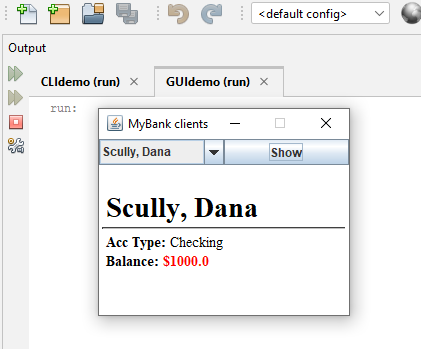 <default config>
Output
CLIdemo (run) GUIdemo (run)
run:
MyBank clients
Scully, Dana Show
Scully, Dana
Acc Type: Checking
Balance: $1000.0